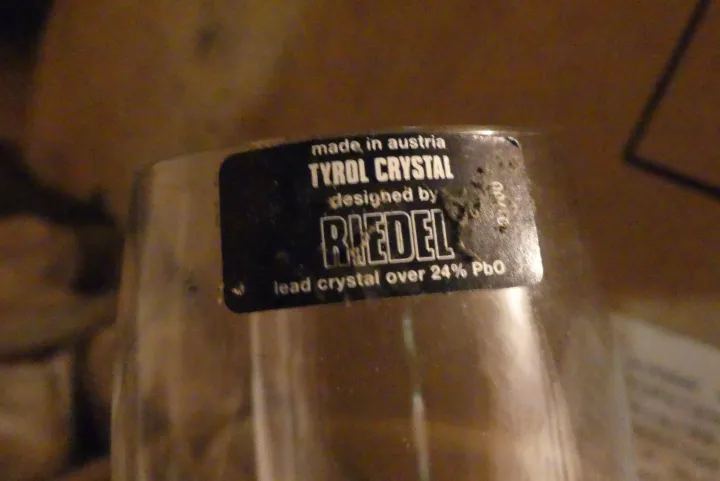 made in austria
TYROL CRYSTAL
designed by
RIEDEL
lead crystal over 24% PbO